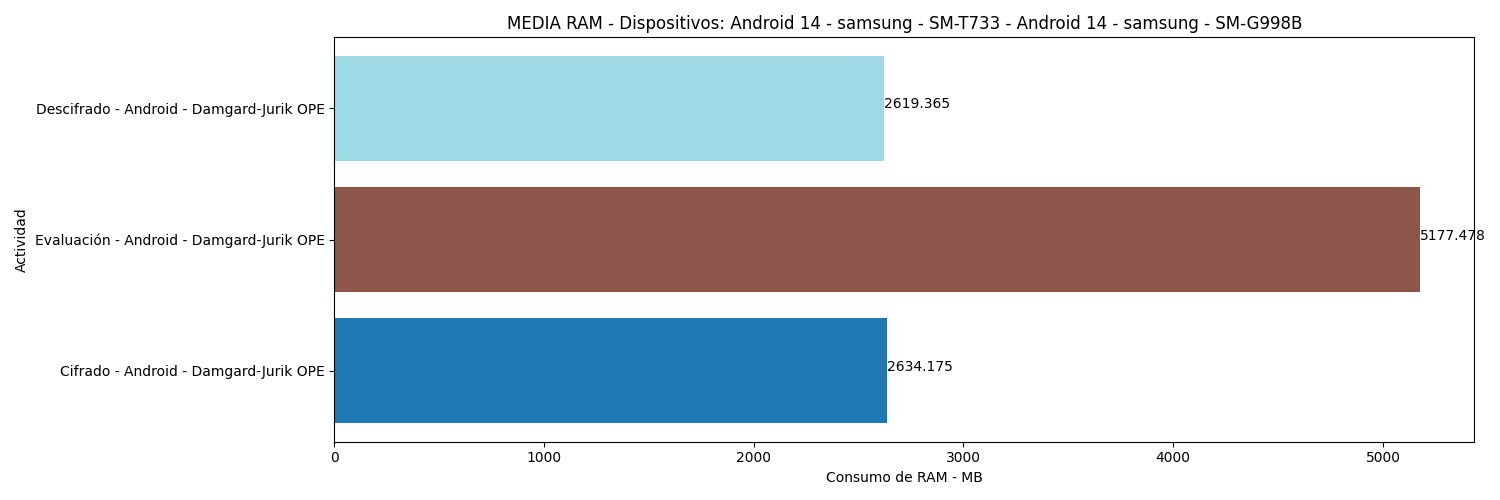 MEDIA RAM - Dispositivos: Android 14 - samsung - SM-T733 - Android 14 - samsung - SM-G998B
Descifrado - Android - Damgard-Jurik OPE
2619.365
Evaluación - Android - Damgard-Jurik OPE
5177.478
Cifrado - Android - Damgard-Jurik OPE
2634.175
Actividad
0 1000 2000 3000 4000 5000
Consumo de RAM - MB